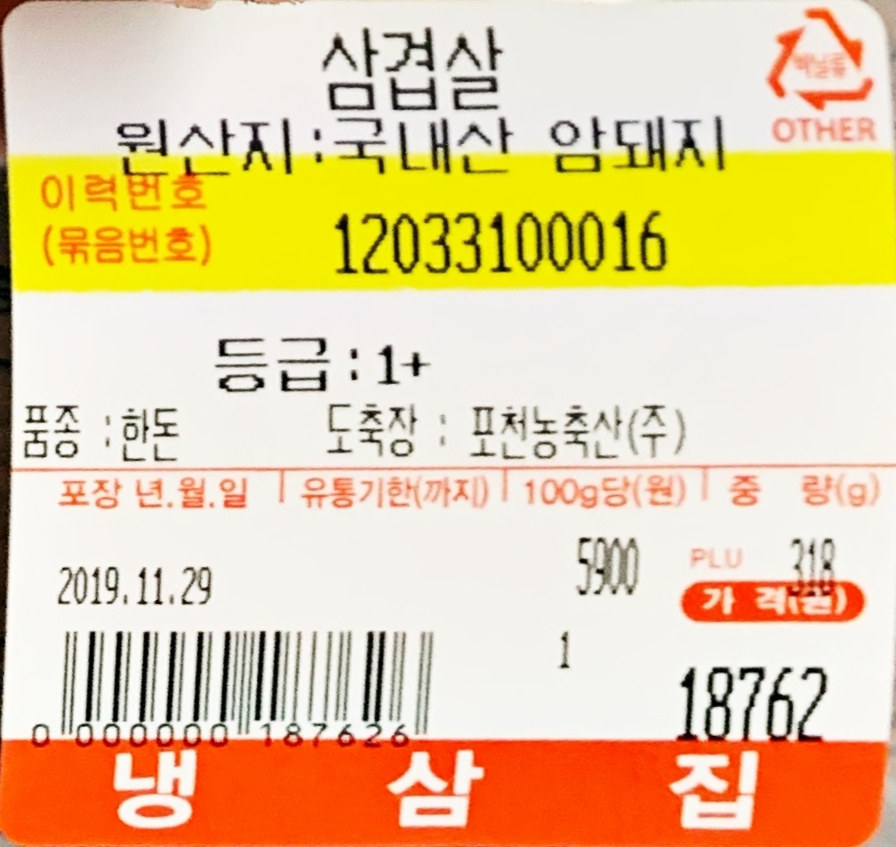 삼겹살
비닐류
OTHER
원산지:국내산 암돼지
이력번호
(묶음번호)
12033100016
등급:1+
품종 :한돈 도축장 : 포천농축산(주)
포장 년.월.일 유통기한(까지) 100g당(원) 중 량(g)
2019.11.29 5900 PLU 318
가 격(원)
1
18762
0 000000 187626
냉 삼 집